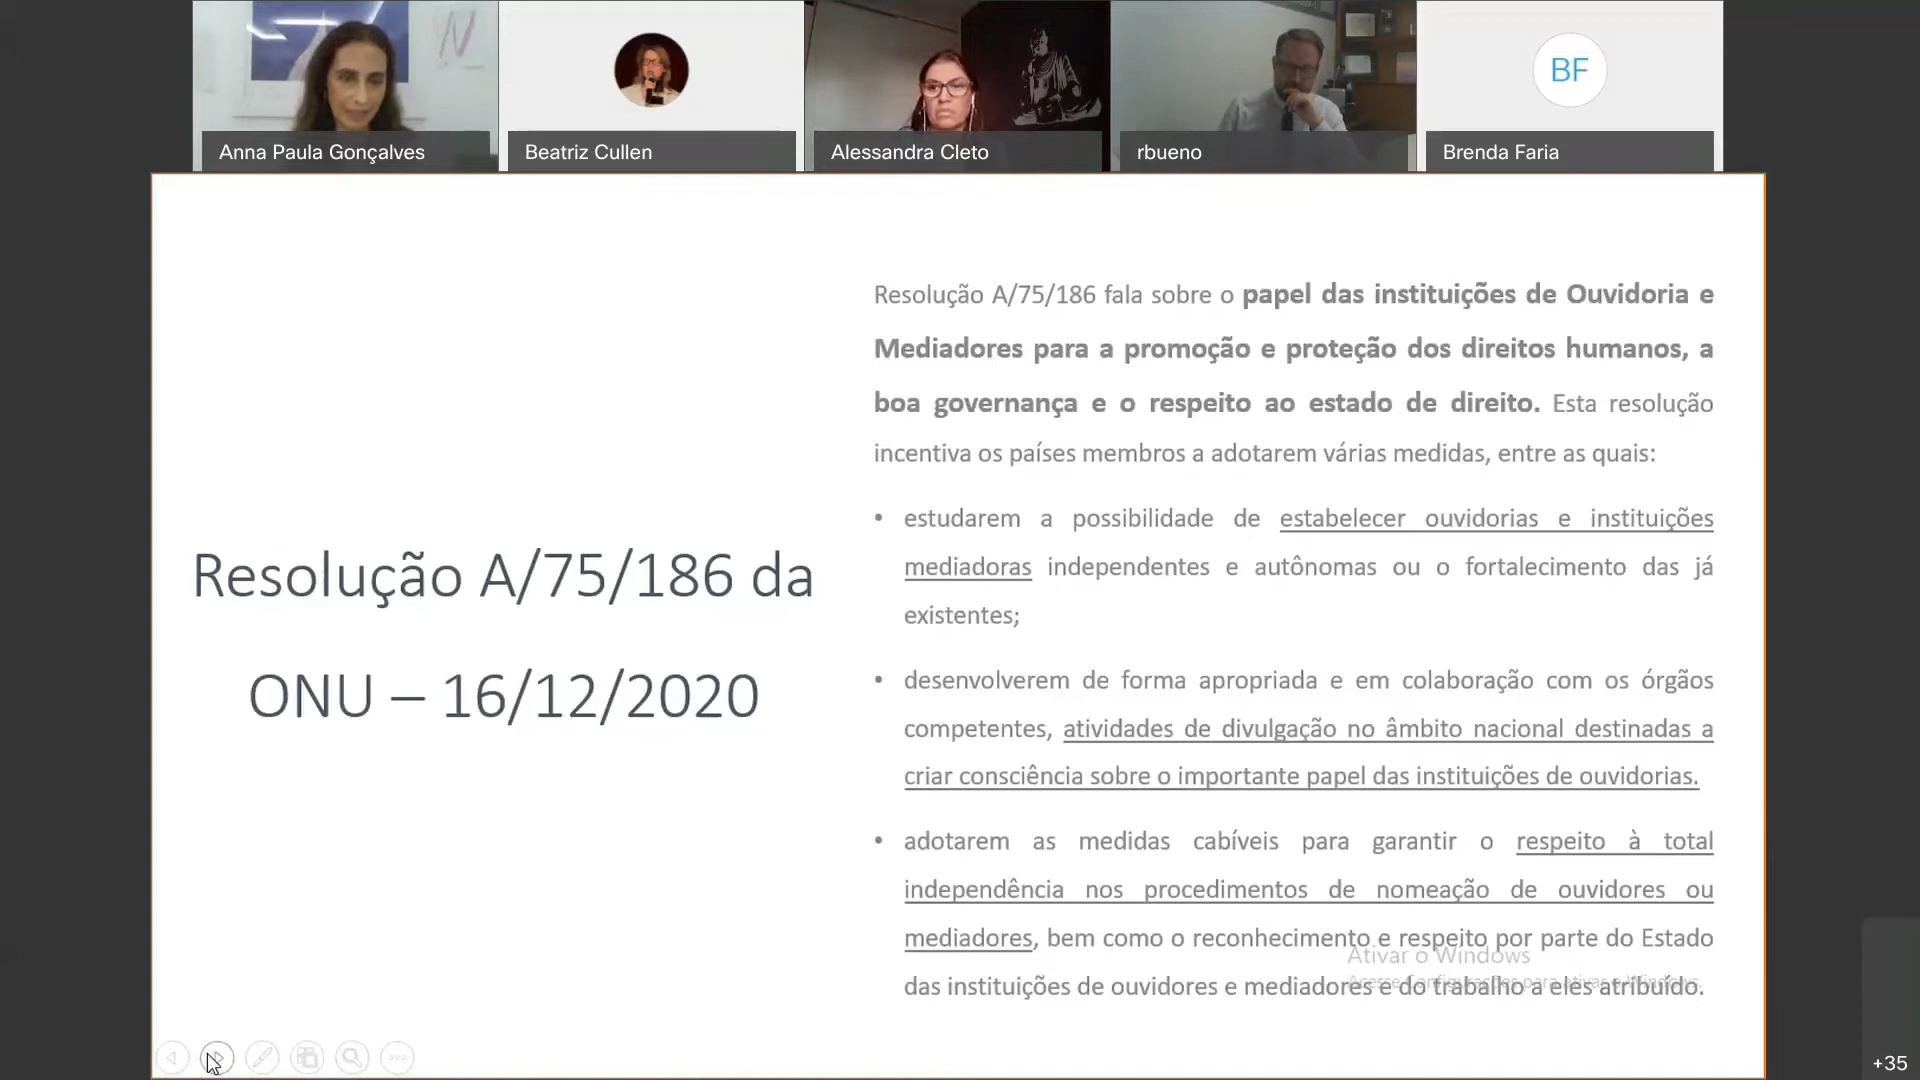 Anna Paula Gonçalves
Beatriz Cullen
Alessandra Cleto
rbueno
BF
Brenda Faria
Resolução A/75/186 da
ONU – 16/12/2020
Resolução A/75/186 fala sobre o papel das instituições de Ouvidoria e
Mediadores para a promoção e proteção dos direitos humanos, a
boa governança e o respeito ao estado de direito. Esta resolução
incentiva os países membros a adotarem várias medidas, entre as quais:
• estudarem a possibilidade de estabelecer ouvidorias e instituições
mediadoras independentes e autônomas ou o fortalecimento das já
existentes;
• desenvolverem de forma apropriada e em colaboração com os órgãos
competentes, atividades de divulgação no âmbito nacional destinadas a
criar consciência sobre o importante papel das instituições de ouvidorias.
• adotarem as medidas cabíveis para garantir o respeito à total
independência nos procedimentos de nomeação de ouvidores ou
mediadores, bem como o reconhecimento e respeito por parte do Estado
das instituições de ouvidores e mediadores e do trabalho a eles atribuído.
Ativar o Windows
Acesse Configurações para ativar o Windows.
+35